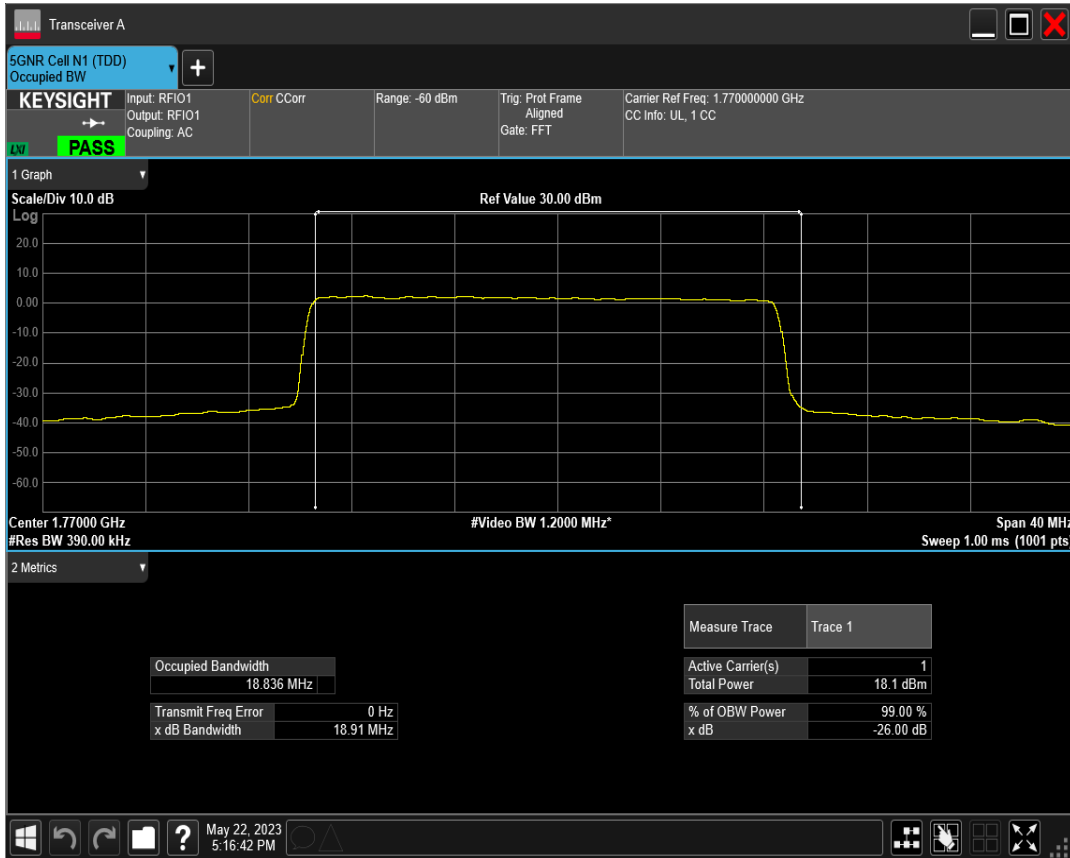 Transceiver A
5GNR Cell N1 (TDD)
Occupied BW
+
KEYSIGHT
LXI
PASS
Input: RFIO1
Output: RFIO1
Coupling: AC
Corr CCorr
Range: -60 dBm
Trig: Prot Frame
Aligned
Gate: FFT
Carrier Ref Freq: 1.770000000 GHz
CC Info: UL, 1 CC
1 Graph
Scale/Div 10.0 dB
Ref Value 30.00 dBm
Log
20.0
10.0
0.00
-10.0
-20.0
-30.0
-40.0
-50.0
-60.0
Center 1.77000 GHz
#Video BW 1.2000 MHz*
Span 40 MHz
#Res BW 390.00 kHz
Sweep 1.00 ms (1001 pts)
2 Metrics
Measure Trace Trace 1
Occupied Bandwidth
18.836 MHz
Active Carrier(s) 1
Total Power 18.1 dBm
Transmit Freq Error 0 Hz
x dB Bandwidth 18.91 MHz
% of OBW Power 99.00 %
x dB -26.00 dB
?
May 22, 2023
5:16:42 PM